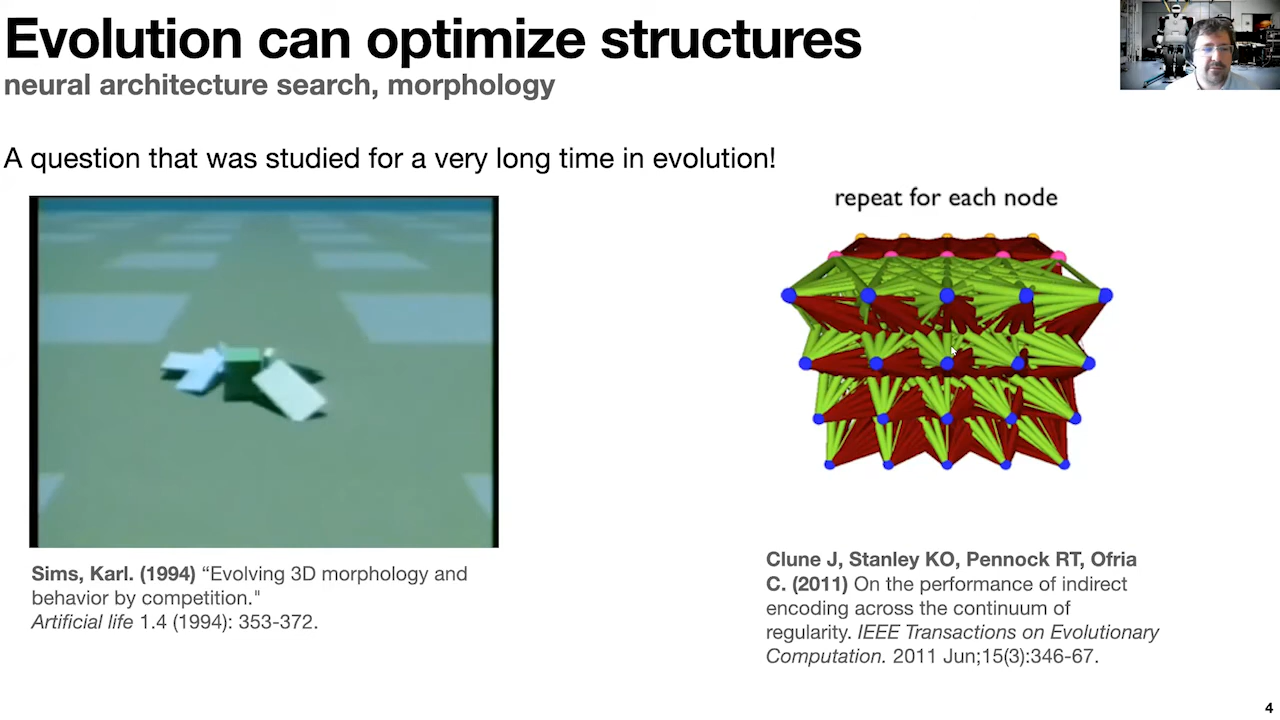 Evolution can optimize structures
neural architecture search, morphology
A question that was studied for a very long time in evolution!
repeat for each node
Sims, Karl. (1994) “Evolving 3D morphology and
behavior by competition."
Artificial life 1.4 (1994): 353-372.
Clune J, Stanley KO, Pennock RT, Ofria
C. (2011) On the performance of indirect
encoding across the continuum of
regularity. IEEE Transactions on Evolutionary
Computation. 2011 Jun;15(3):346-67.
4